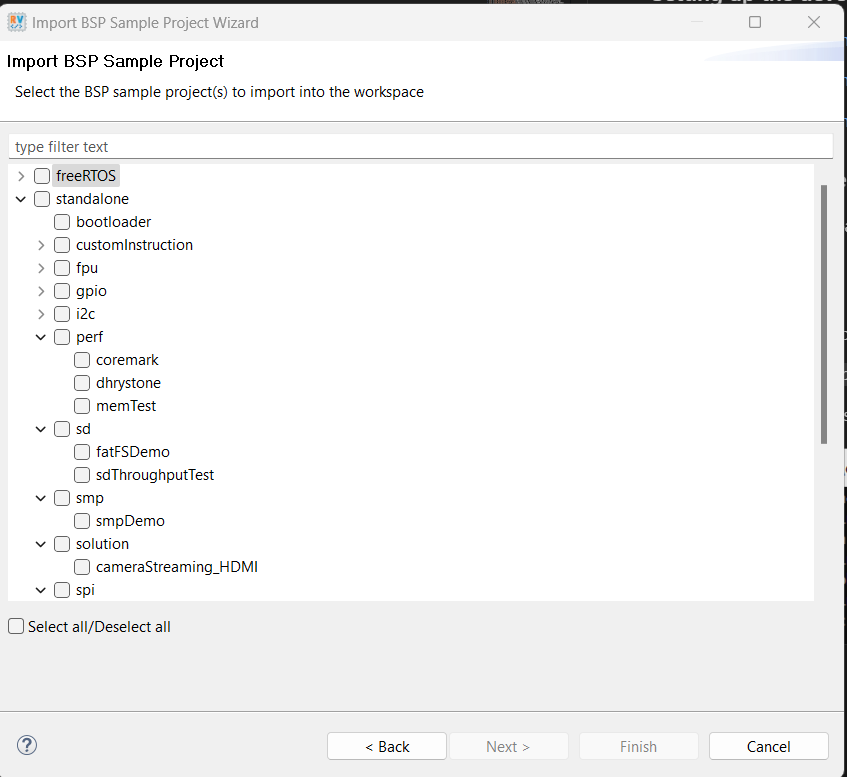 Import BSP Sample Project Wizard
Import BSP Sample Project
Select the BSP sample project(s) to import into the workspace
type filter text
freeRTOS
standalone
bootloader
customInstruction
fpu
gpio
i2c
perf
coremark
dhrystone
memTest
sd
fatFSDemo
sdThroughputTest
smp
smpDemo
solution
cameraStreaming_HDMI
spi
Select all/Deselect all
? < Back Next > Finish Cancel